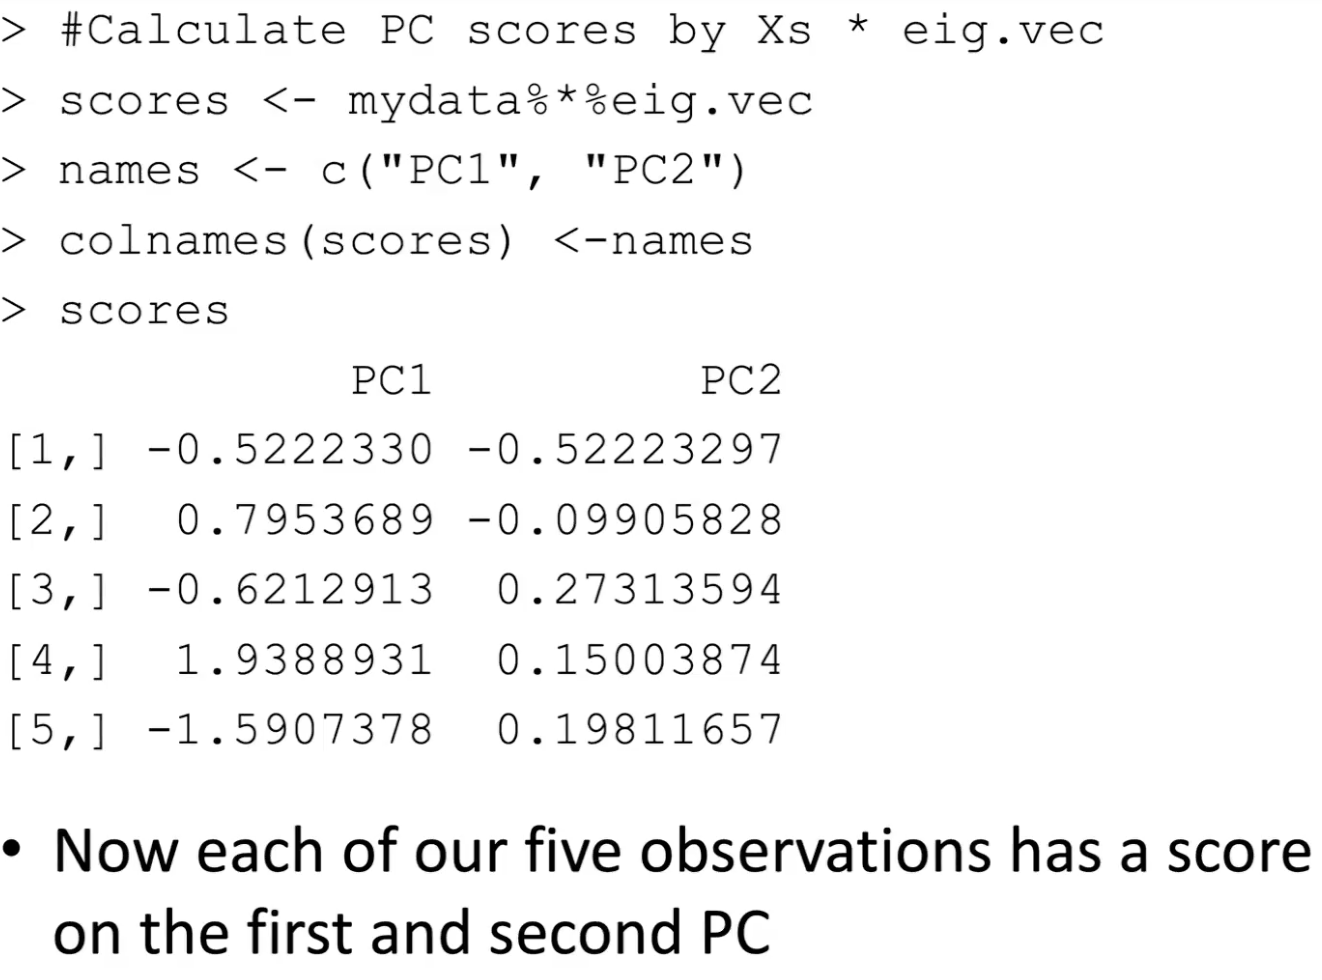 > #Calculate PC scores by Xs * eig.vec
> scores <- mydata%*%eig.vec
> names <- c("PC1", "PC2")
> colnames(scores) <-names
> scores
PC1 PC2
[1,] -0.5222330 -0.52223297
[2,] 0.7953689 -0.09905828
[3,] -0.6212913 0.27313594
[4,] 1.9388931 0.15003874
[5,] -1.5907378 0.19811657
• Now each of our five observations has a score
on the first and second PC